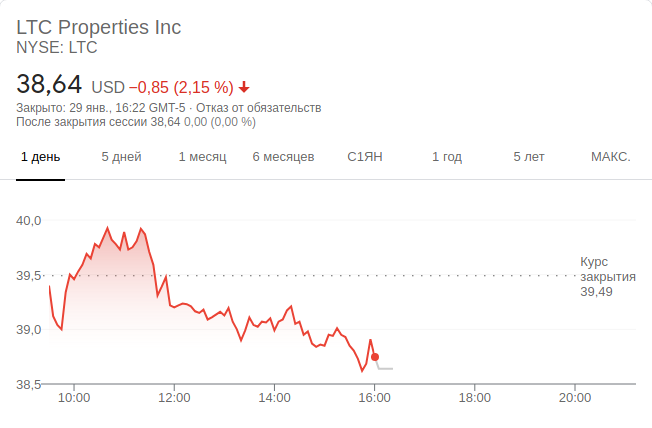 LTC Properties Inc
NYSE: LTC
38,64 USD −0,85 (2,15 %)
Закрыто: 29 янв., 16:22 GMT-5 · Отказ от обязательств
После закрытия сессии 38,64 0,00 (0,00 %)
1 день 5 дней 1 месяц 6 месяцев С1ЯН 1 год 5 лет МАКС.
40,0
39,5
39,0
38,5
Курс
закрытия
39,49
10:00 12:00 14:00 16:00 18:00 20:00